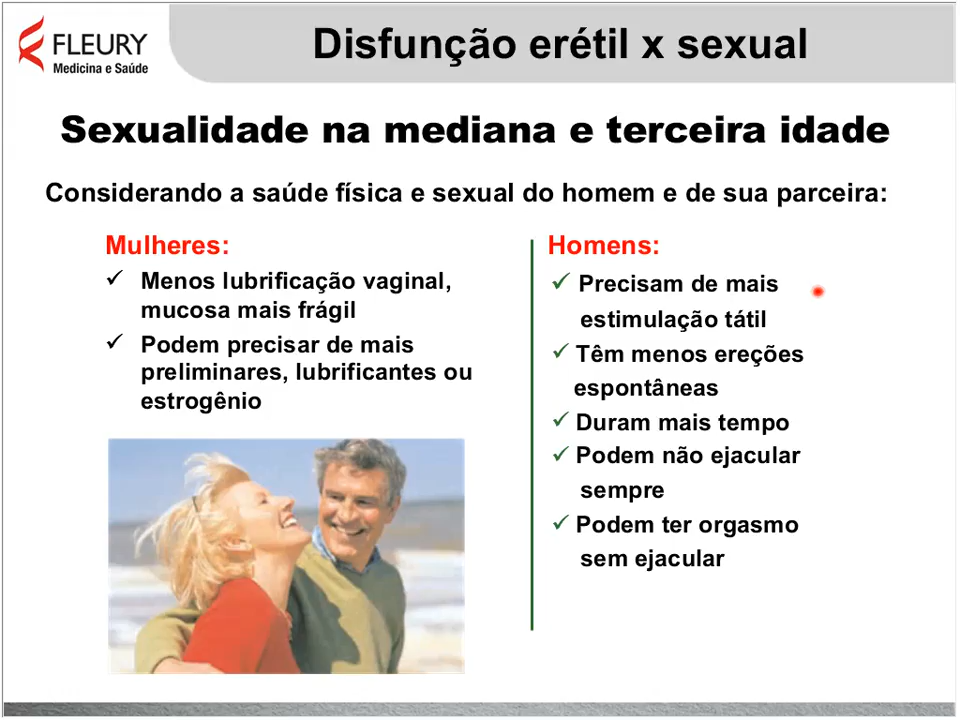 FLEURY
Medicina e Saúde
Disfunção erétil x sexual
Sexualidade na mediana e terceira idade
Considerando a saúde física e sexual do homem e de sua parceira:
Mulheres:
✓ Menos lubrificação vaginal,
mucosa mais frágil
✓ Podem precisar de mais
preliminares, lubrificantes ou
estrogênio
Homens:
✓ Precisam de mais
estimulação tátil
✓ Têm menos ereções
espontâneas
✓ Duram mais tempo
✓ Podem não ejacular
sempre
✓ Podem ter orgasmo
sem ejacular